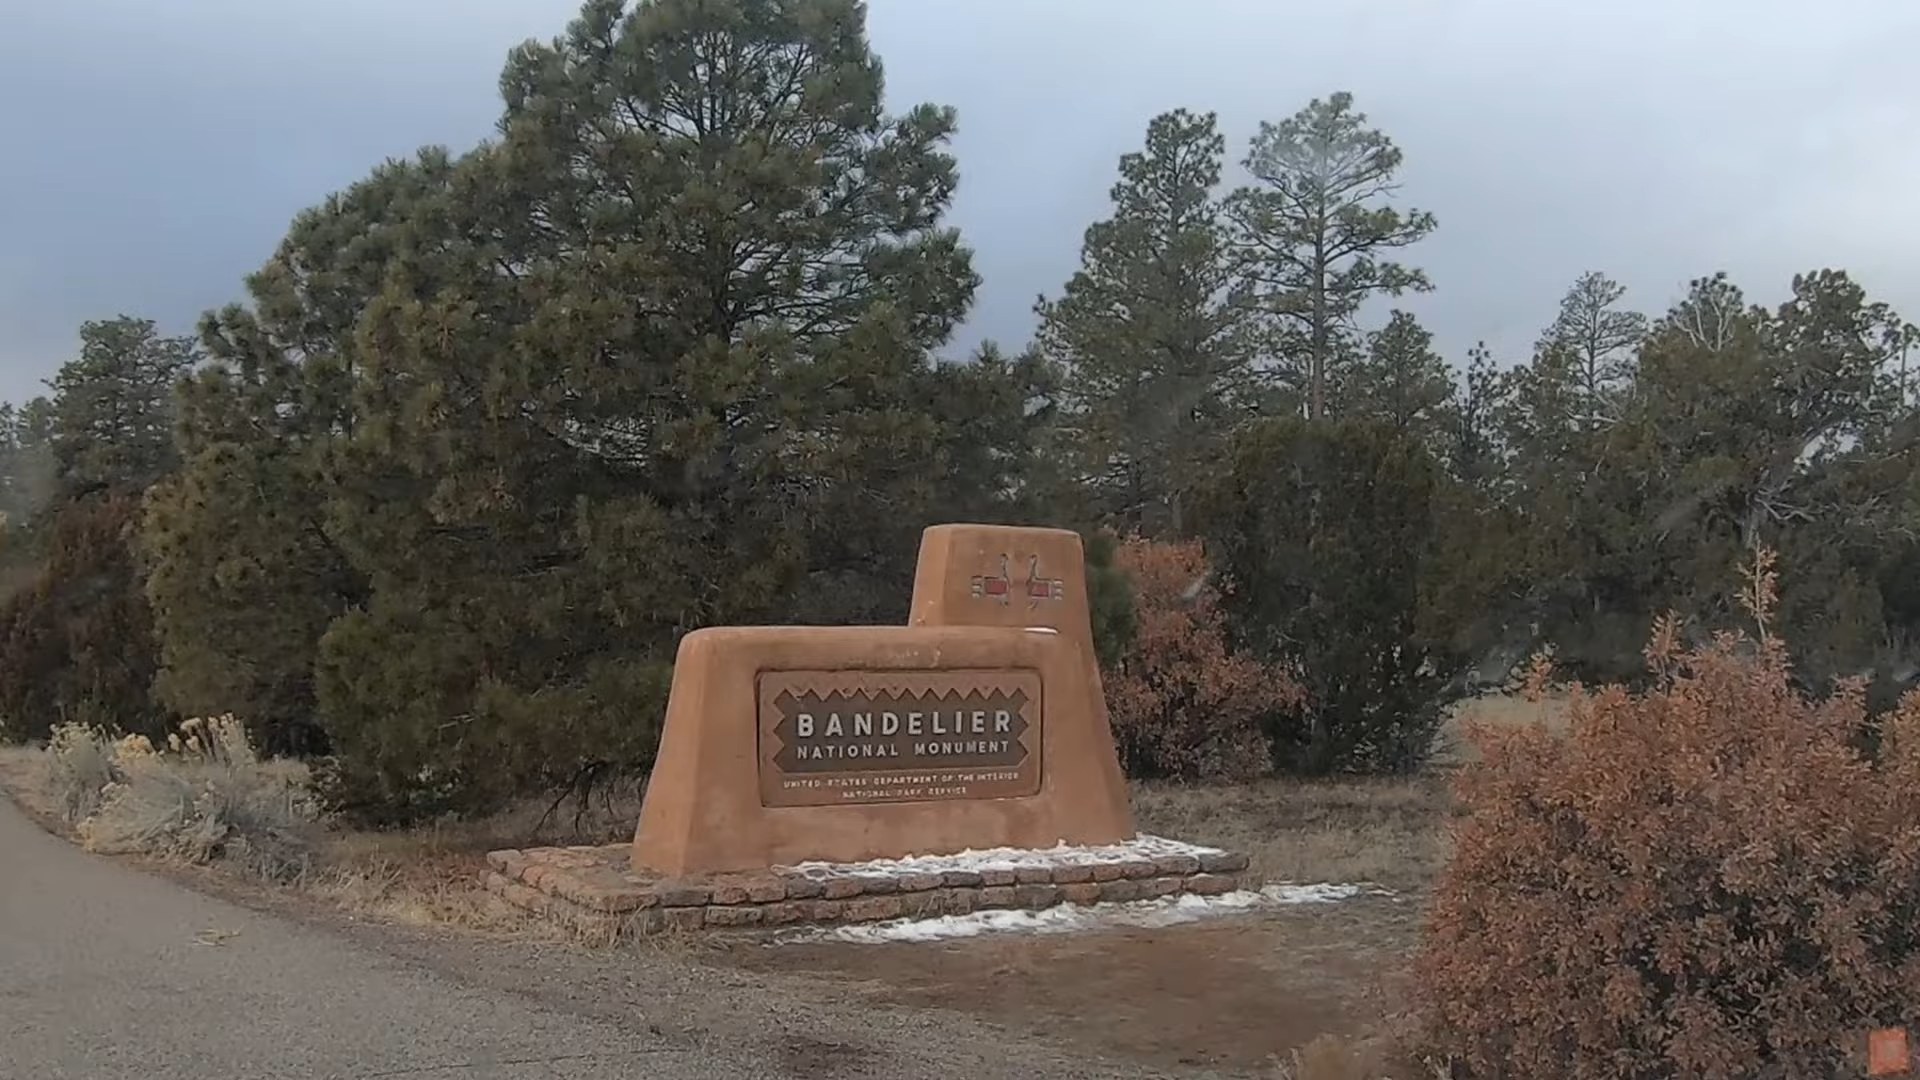 BANDELIER
NATIONAL MONUMENT
UNITED STATES DEPARTMENT OF THE INTERIOR
NATIONAL PARK SERVICE